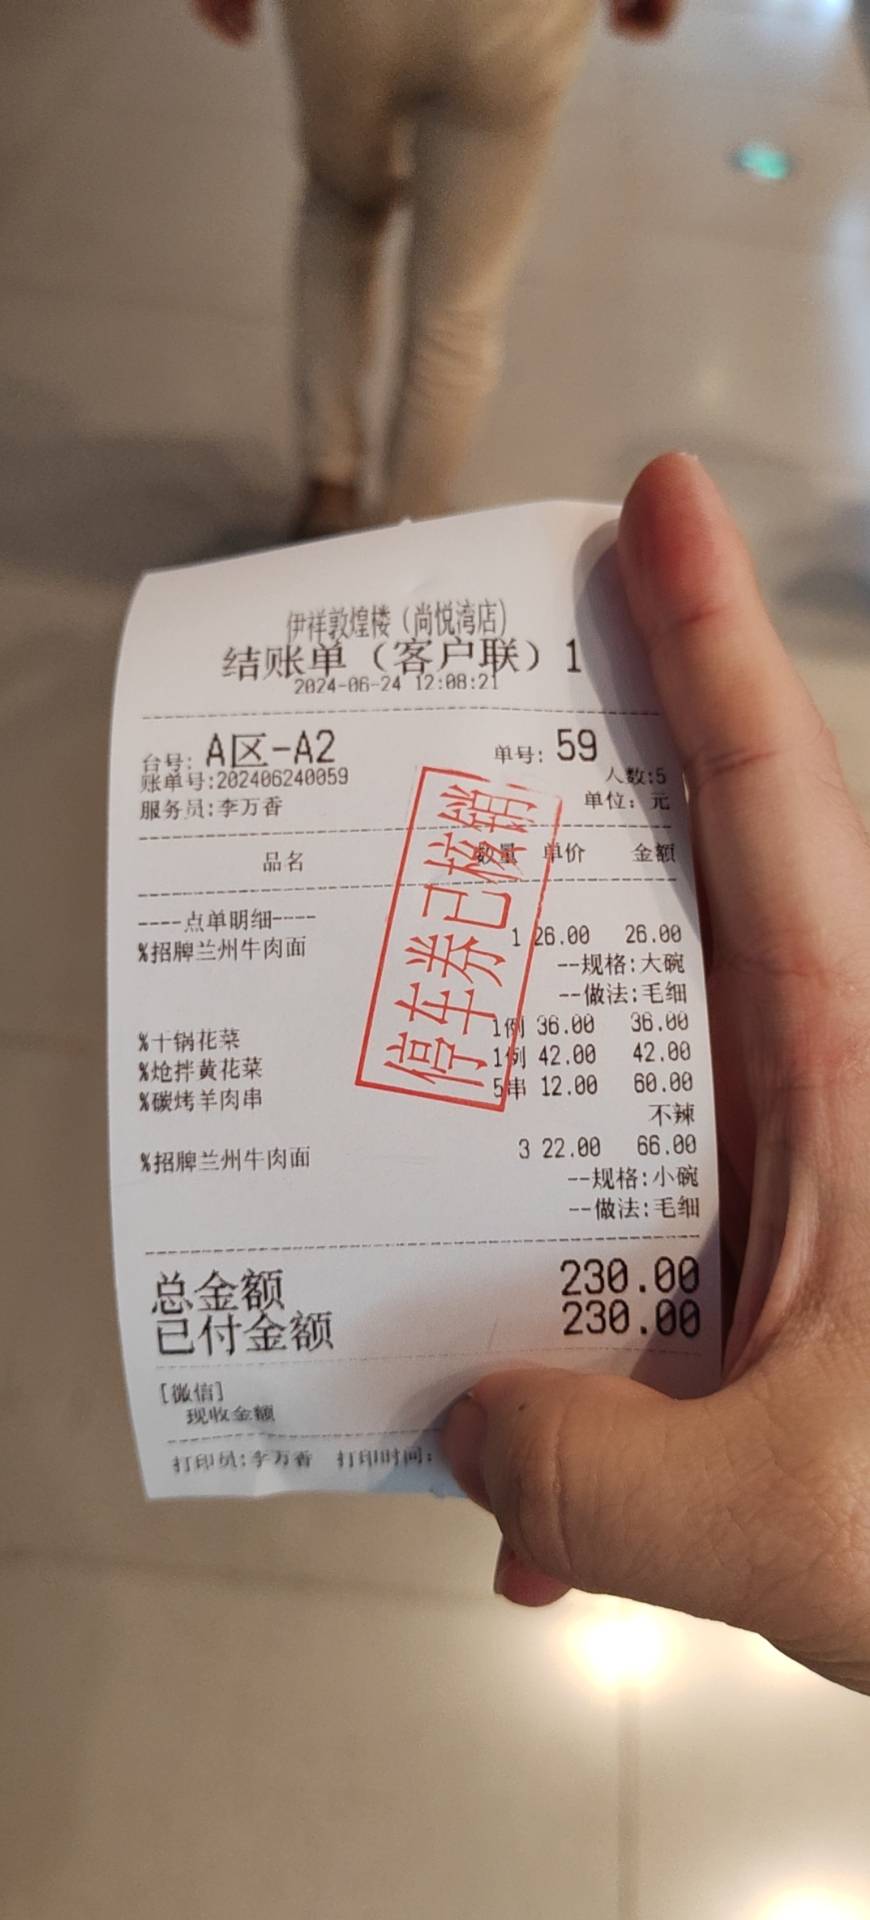 伊祥敦煌楼（尚悦湾店）
结账单（客户联）1
2024-06-24 12:08:21
台号: A区-A2 单号: 59
账单号:202406240059 人数:5
服务员:李万香 单位: 元
品名 数量 单价 金额
----点单明细----
%招牌兰州牛肉面 1 26.00 26.00
--规格:大碗
--做法:毛细
%干锅花菜 1例 36.00 36.00
%炝拌黄花菜 1例 42.00 42.00
%碳烤羊肉串 5串 12.00 60.00
不辣
%招牌兰州牛肉面 3 22.00 66.00
--规格:小碗
--做法:毛细
总金额 230.00
已付金额 230.00
[微信]
现收金额
打印员:李万香 打印时间:
停车券已核销